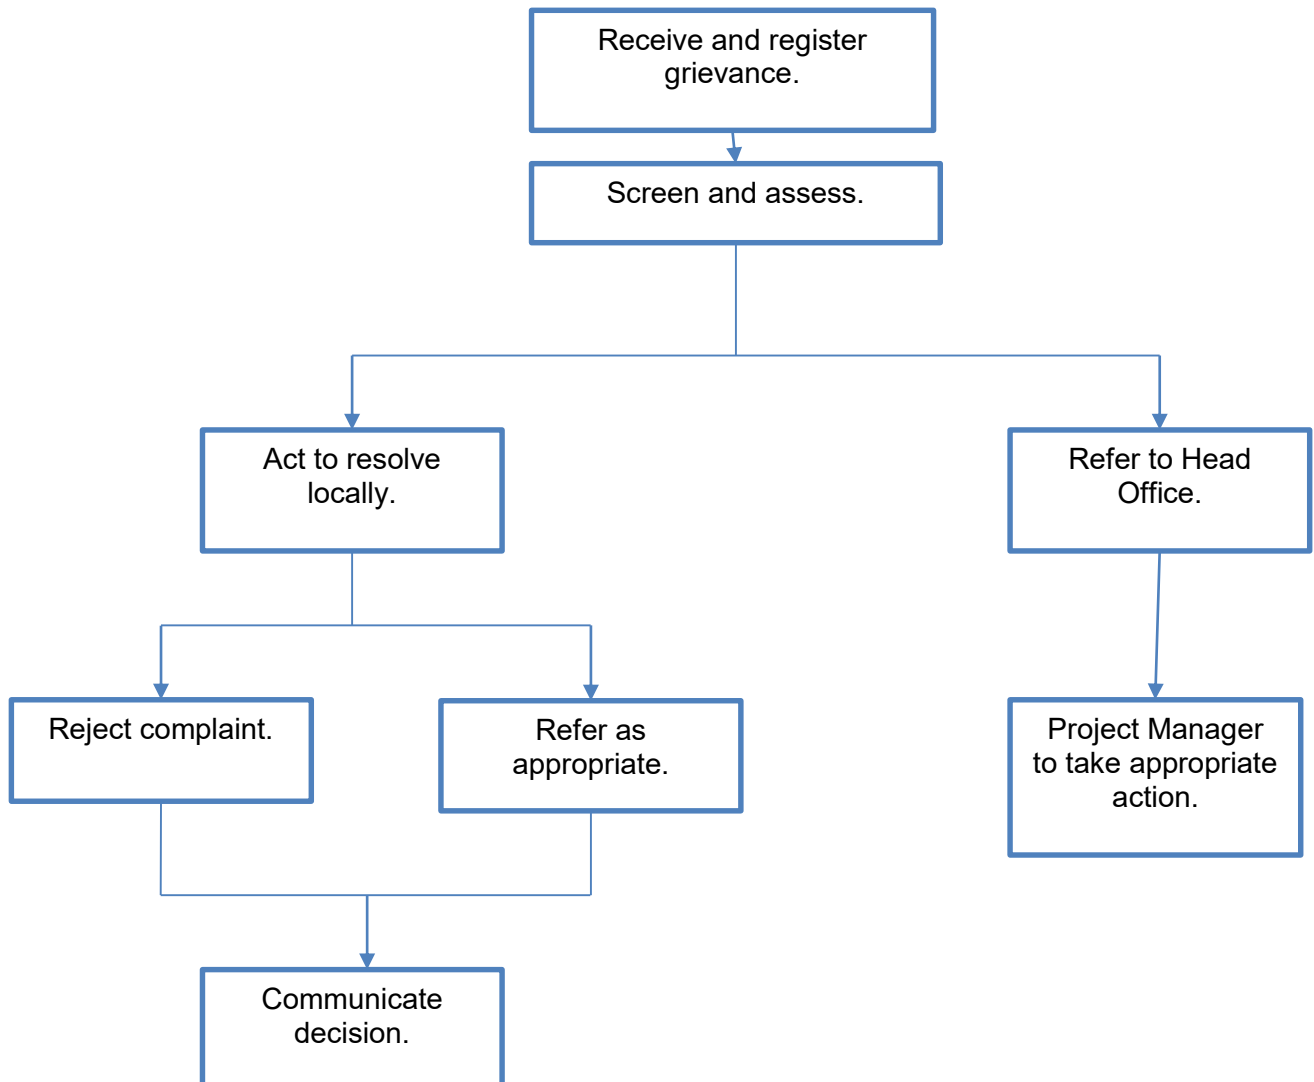 Receive and register
grievance.
Screen and assess.
Act to resolve
locally.
Refer to Head
Office.
Reject complaint.
Refer as
appropriate.
Project Manager
to take appropriate
action.
Communicate
decision.